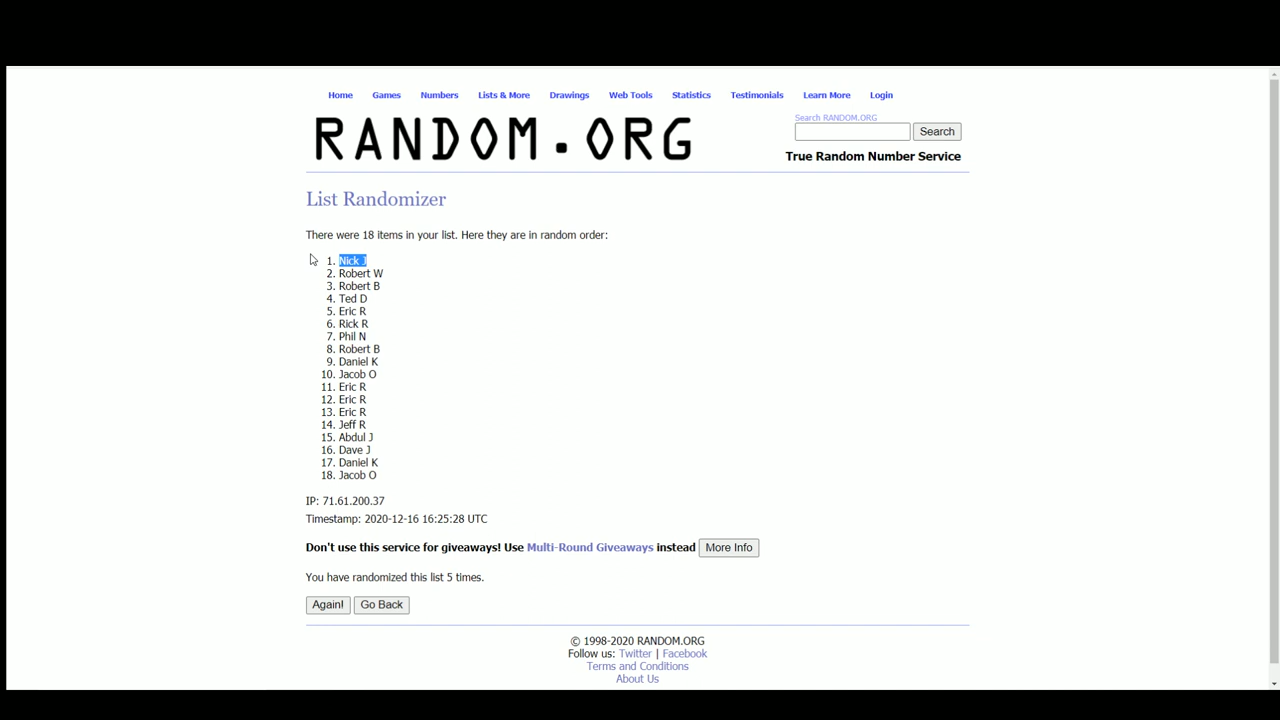 Home Games Numbers Lists & More Drawings Web Tools Statistics Testimonials Learn More Login
RANDOM.ORG
Search RANDOM.ORG
Search
True Random Number Service
List Randomizer
There were 18 items in your list. Here they are in random order:
1. Nick J
2. Robert W
3. Robert B
4. Ted D
5. Eric R
6. Rick R
7. Phil N
8. Robert B
9. Daniel K
10. Jacob O
11. Eric R
12. Eric R
13. Eric R
14. Jeff R
15. Abdul J
16. Dave J
17. Daniel K
18. Jacob O
IP: 71.61.200.37
Timestamp: 2020-12-16 16:25:28 UTC
Don't use this service for giveaways! Use Multi-Round Giveaways instead More Info
You have randomized this list 5 times.
Again! Go Back
© 1998-2020 RANDOM.ORG
Follow us: Twitter | Facebook
Terms and Conditions
About Us